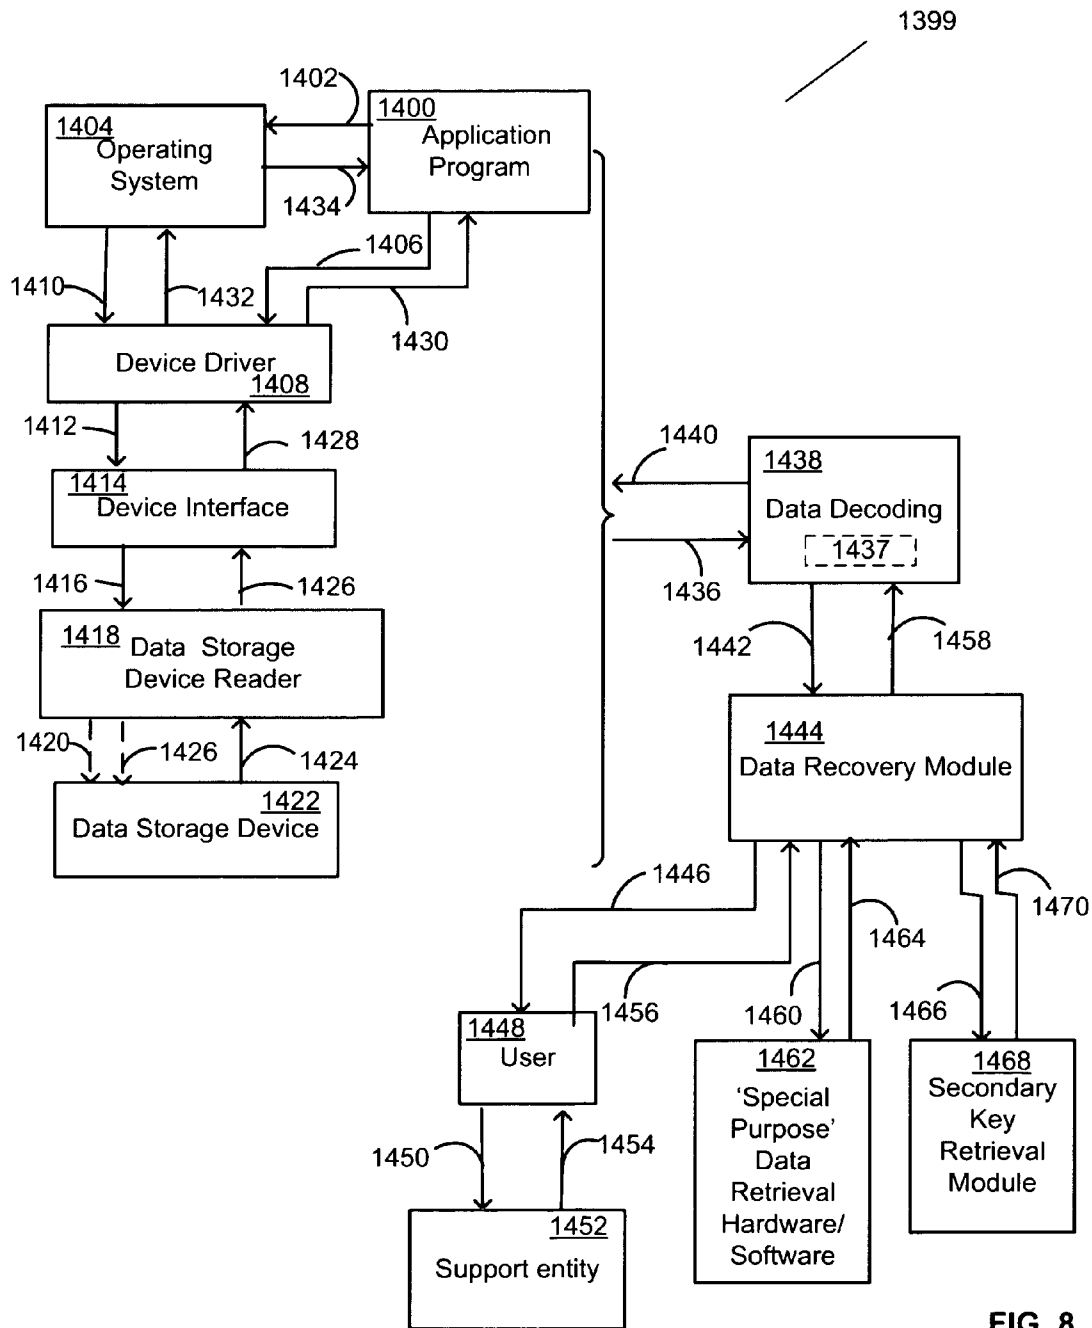 1399
1402
1404
Operating
System
1400
Application
Program
1434
1406
1410
1432
1430
Device Driver
1408
1412
1428
1440
1414
Device Interface
1438
Data Decoding
1437
1416
1426
1436
1418
Data Storage
Device Reader
1442
1458
1420
1426
1424
1444
Data Recovery Module
1422
Data Storage Device
1446
1470
1464
1456
1460
1466
1448
User
1462
'Special
Purpose'
Data
Retrieval
Hardware/
Software
1468
Secondary
Key
Retrieval
Module
1450
1454
1452
Support entity
FIG. 8